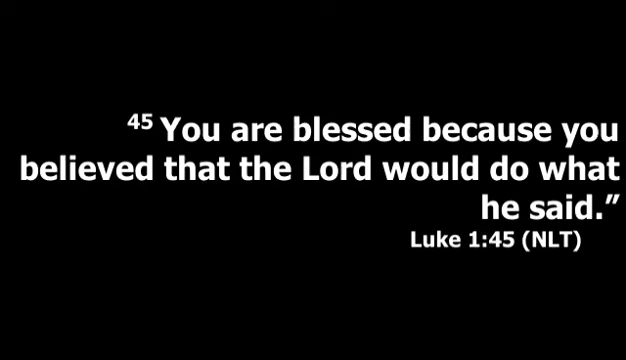 45 You are blessed because you
believed that the Lord would do what
he said.”
Luke 1:45 (NLT)